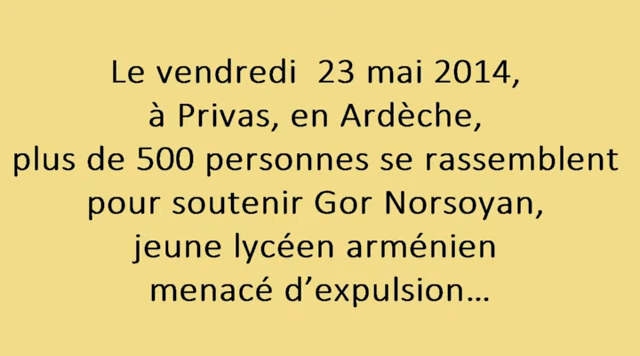 Le vendredi  23 mai 2014,
à Privas, en Ardèche,
plus de 500 personnes se rassemblent
pour soutenir Gor Norsoyan,
jeune lycéen arménien
menacé d’expulsion…